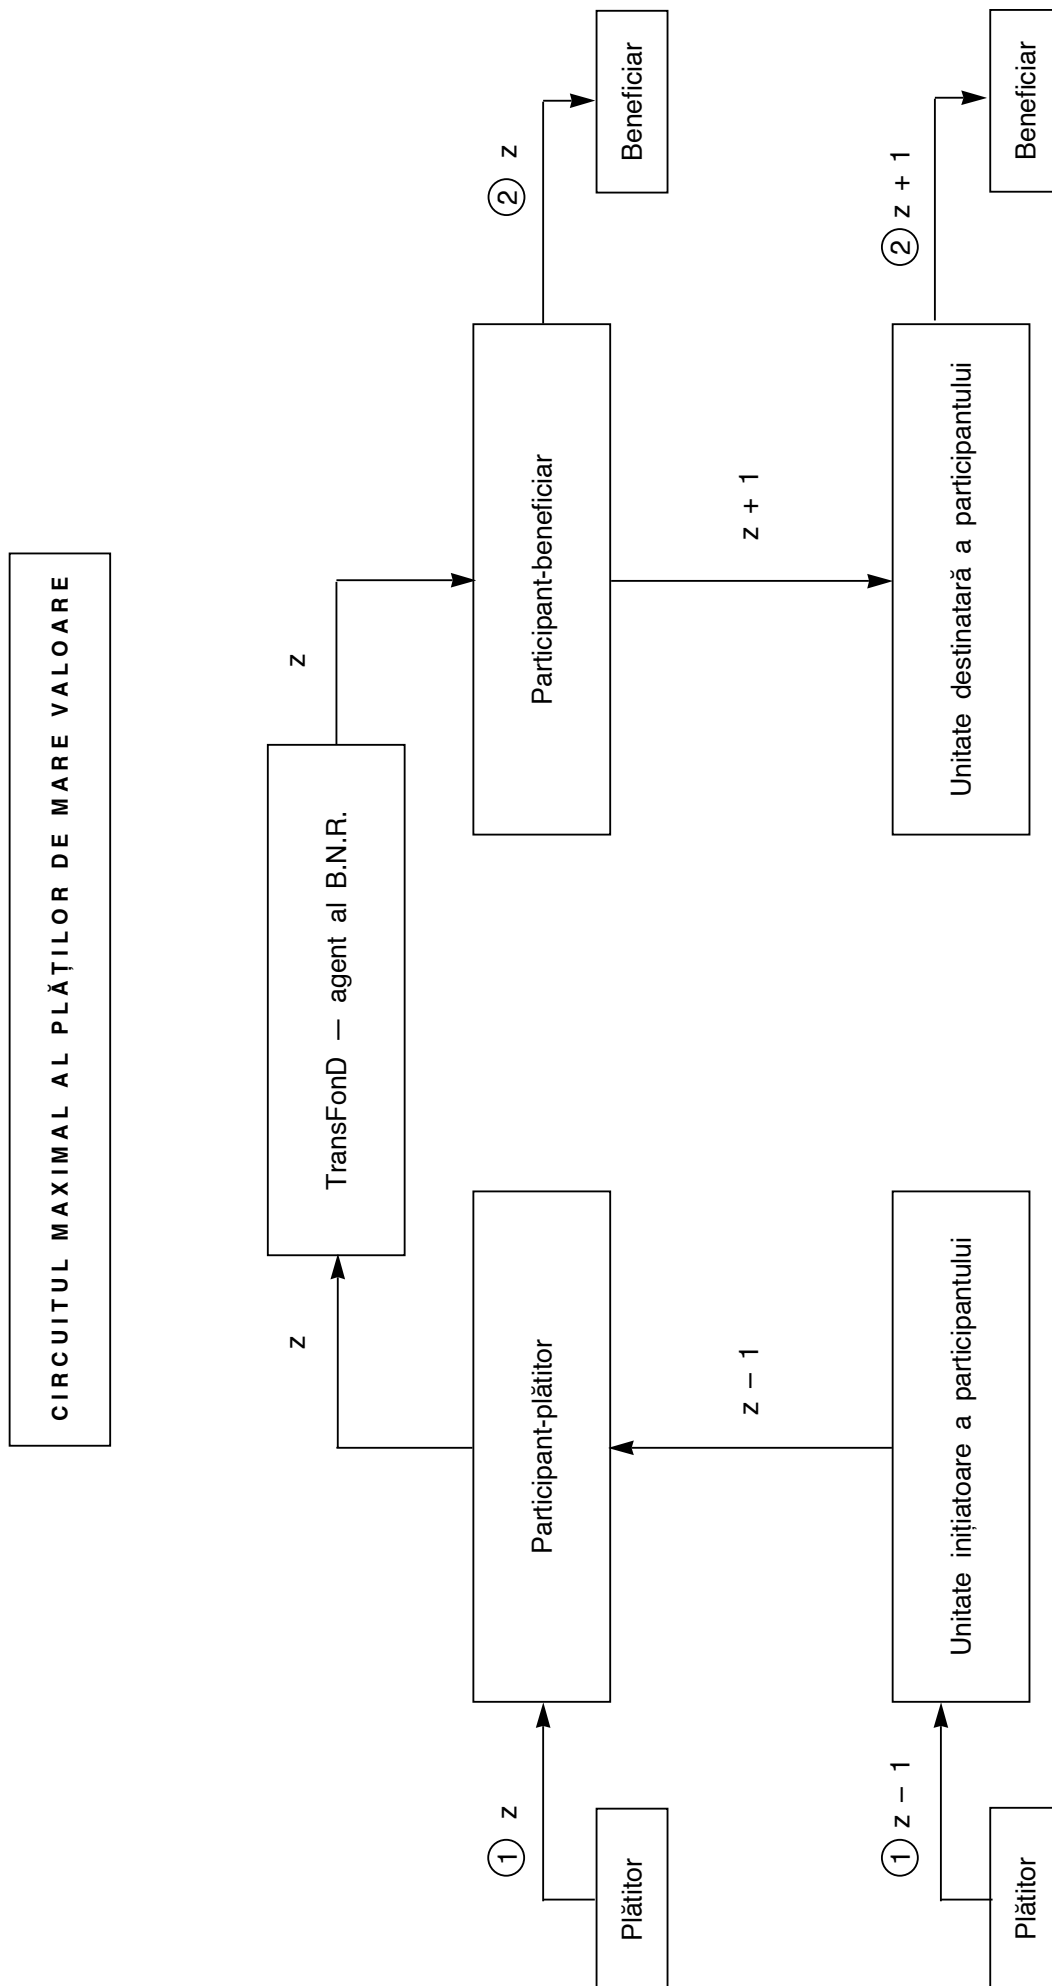 CIRCUITUL MAXIMAL AL PLĂȚILOR DE MARE VALOARE
TransFonD — agent al B.N.R.
z
z
Participant-plătitor
Participant-beneficiar
① z
② z
Plătitor
Beneficiar
z – 1
z + 1
Unitate inițiatoare a participantului
Unitate destinatară a participantului
① z – 1
② z + 1
Plătitor
Beneficiar